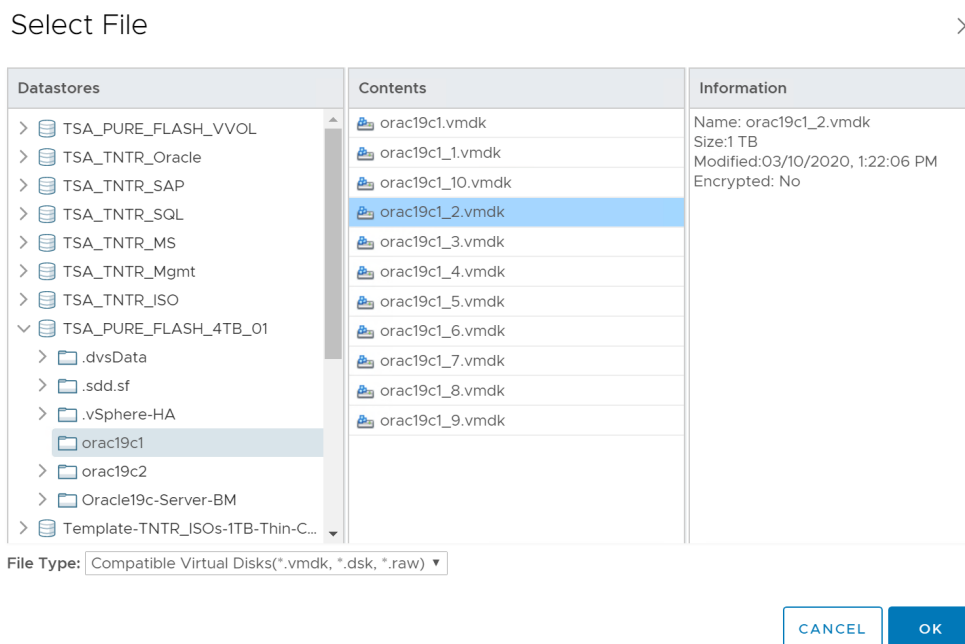 Select File
Datastores
TSA_PURE_FLASH_VVOL
TSA_TNTR_Oracle
TSA_TNTR_SAP
TSA_TNTR_SQL
TSA_TNTR_MS
TSA_TNTR_Mgmt
TSA_TNTR_ISO
TSA_PURE_FLASH_4TB_01
.dvsData
.sdd.sf
.vSphere-HA
orac19c1
orac19c2
Oracle19c-Server-BM
Template-TNTR_ISOs-1TB-Thin-C...
Contents
orac19c1.vmdk
orac19c1_1.vmdk
orac19c1_10.vmdk
orac19c1_2.vmdk
orac19c1_3.vmdk
orac19c1_4.vmdk
orac19c1_5.vmdk
orac19c1_6.vmdk
orac19c1_7.vmdk
orac19c1_8.vmdk
orac19c1_9.vmdk
Information
Name: orac19c1_2.vmdk
Size:1 TB
Modified:03/10/2020, 1:22:06 PM
Encrypted: No
File Type: Compatible Virtual Disks(*.vmdk, *.dsk, *.raw)
CANCEL OK